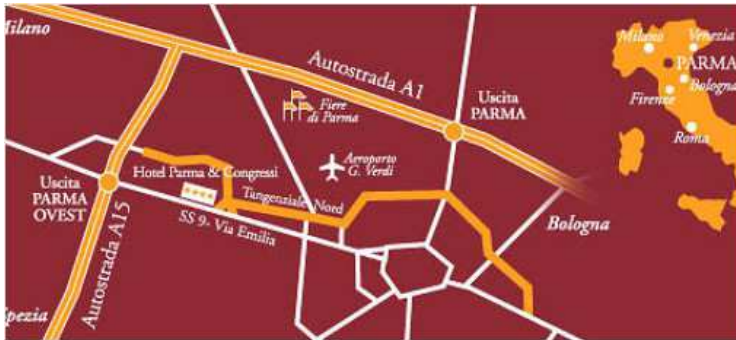 Milano
Autostrada A1
Fiere
di Parma
Uscita
PARMA
Hotel Parma & Congressi
Aeroporto
G. Verdi
Uscita
PARMA
OVEST
Tangenziale Nord
SS 9- Via Emilia
Autostrada A15
Bologna
pezia
Milano
Venezia
PARMA
Bologna
Firenze
Roma